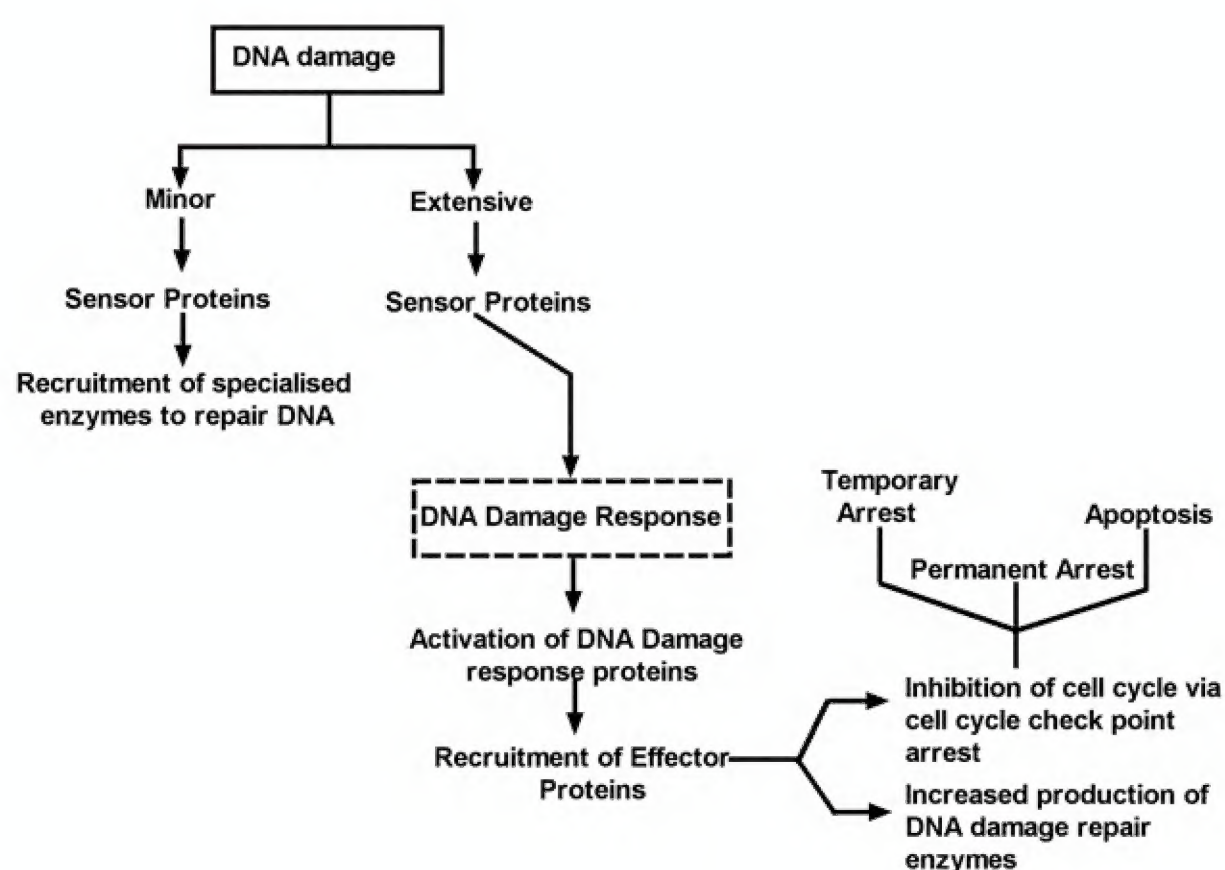 DNA damage
Minor
Extensive
Sensor Proteins
Sensor Proteins
Recruitment of specialised
enzymes to repair DNA
DNA Damage Response
Activation of DNA Damage
response proteins
Recruitment of Effector
Proteins
Temporary
Arrest
Permanent Arrest
Apoptosis
Inhibition of cell cycle via
cell cycle check point
arrest
Increased production of
DNA damage repair
enzymes